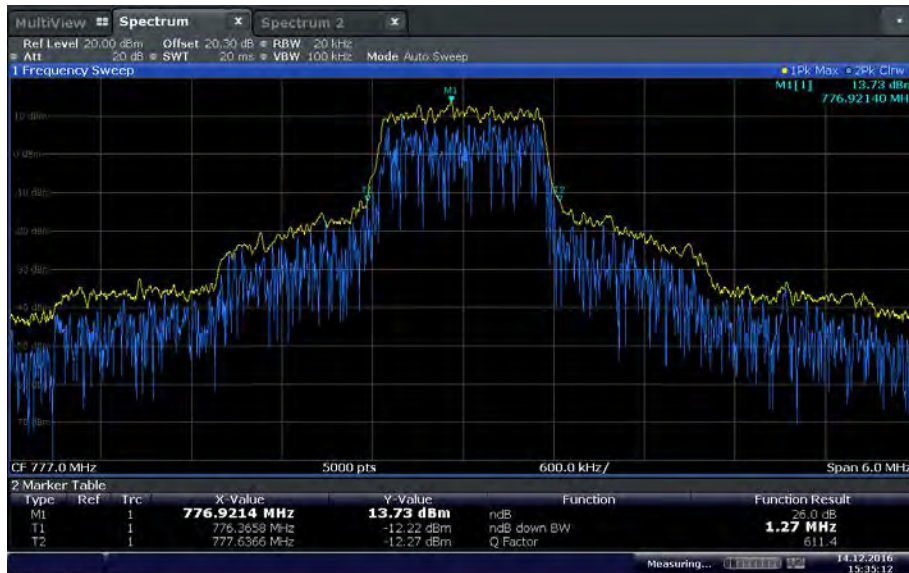 MultiView Spectrum X Spectrum 2 X
Ref Level 20.00 dBm Offset 20.30 dB RBW 20 kHz
Att 20 dB SWT 20 ms VBW 100 kHz Mode Auto Sweep
1 Frequency Sweep 1Pk Max 2Pk Clrw
M1[1] 13.73 dBm
776.92140 MH
M1
10 dBm
0 dBm
-10 dBm
T1 T2
-20 dBm
-30 dBm
-40 dBm
-50 dBm
-60 dBm
-70 dBm
CF 777.0 MHz 5000 pts 600.0 kHz/ Span 6.0 MHz
2 Marker Table
Type Ref Trc X-Value Y-Value Function Function Result
M1 1 776.9214 MHz 13.73 dBm ndB 26.0 dB
T1 1 776.3658 MHz -12.22 dBm ndB down BW 1.27 MHz
T2 1 777.6366 MHz -12.27 dBm Q Factor 611.4
Measuring... 14.12.2016
15:35:12